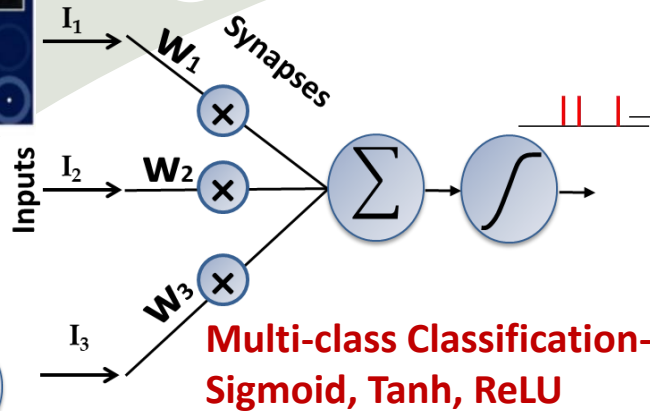 I1
Synapses
W1
×
Inputs
I2
W2
×
∑
∫
W3
×
I3
Multi-class Classification-
Sigmoid, Tanh, ReLU